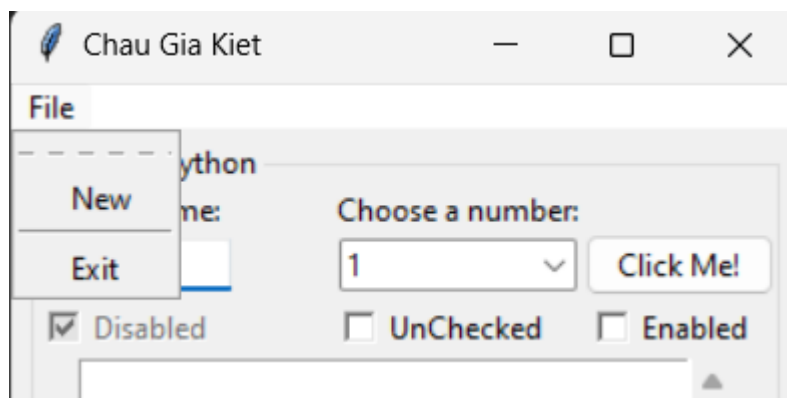 Chau Gia Kiet
File
ython
New
me:
Choose a number:
Exit
1
Click Me!
Disabled
UnChecked
Enabled